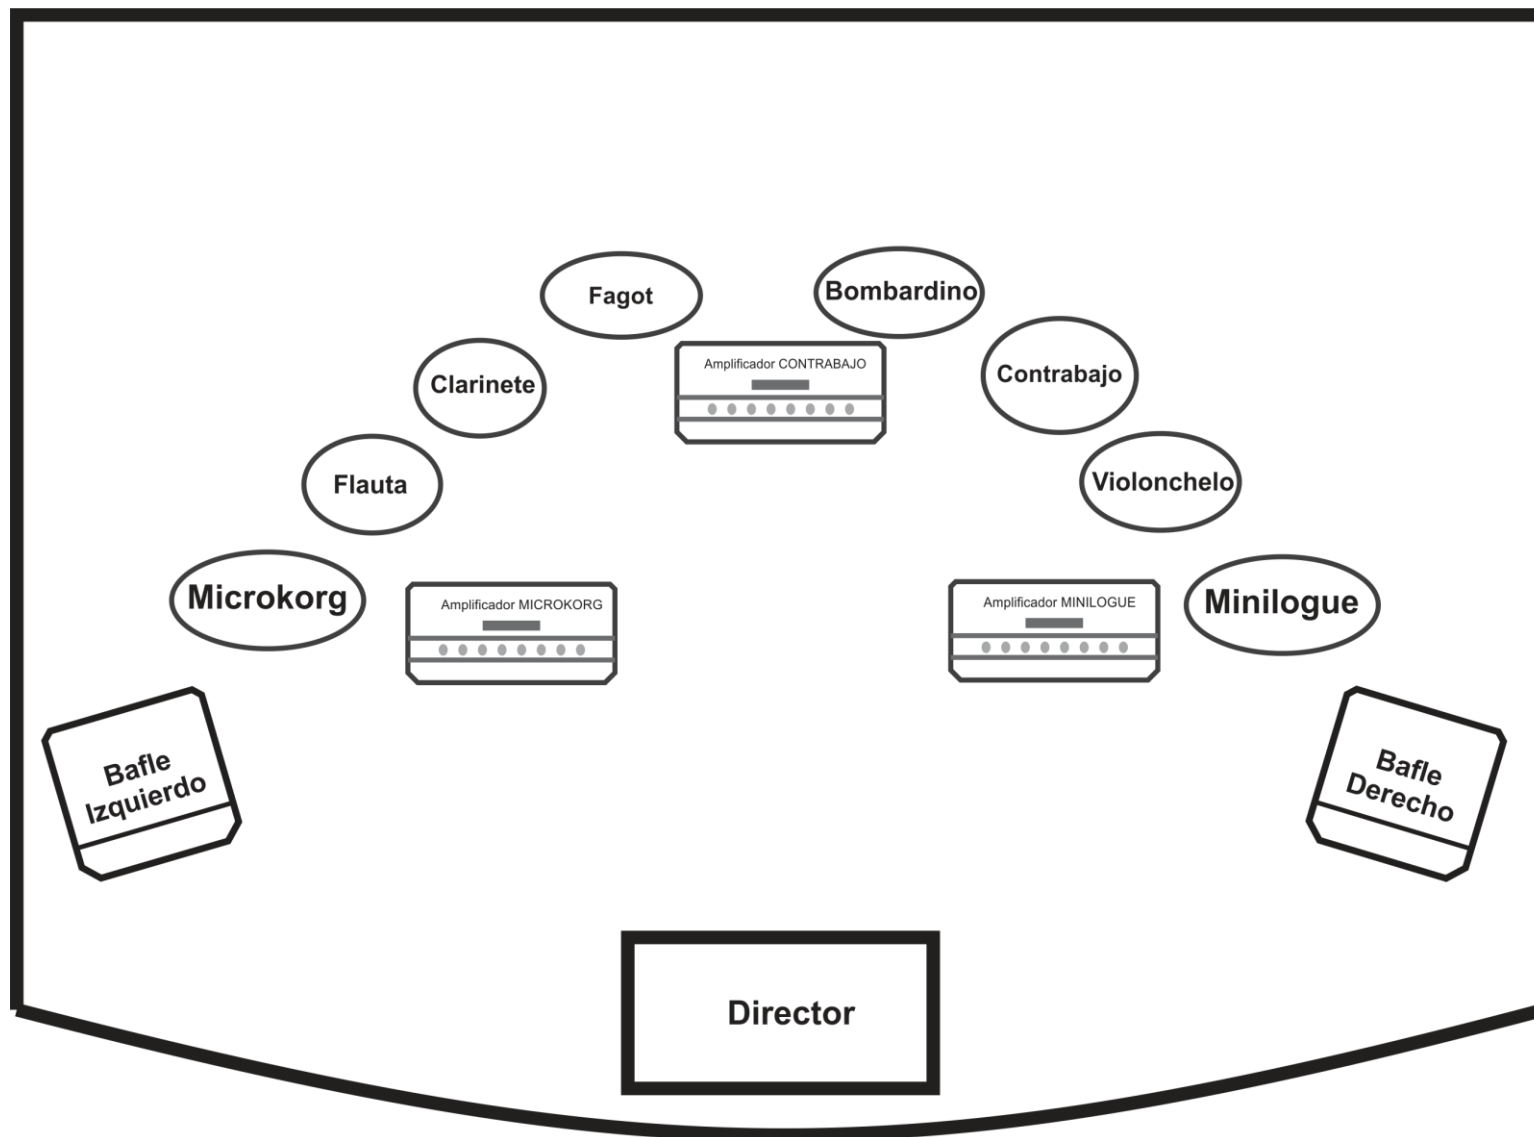 Fagot
Bombardino
Amplificador CONTRABAJO
Clarinete
Contrabajo
Flauta
Violonchelo
Microkorg
Amplificador MICROKORG
Amplificador MINILOGUE
Minilogue
Bafle
Izquierdo
Bafle
Derecho
Director